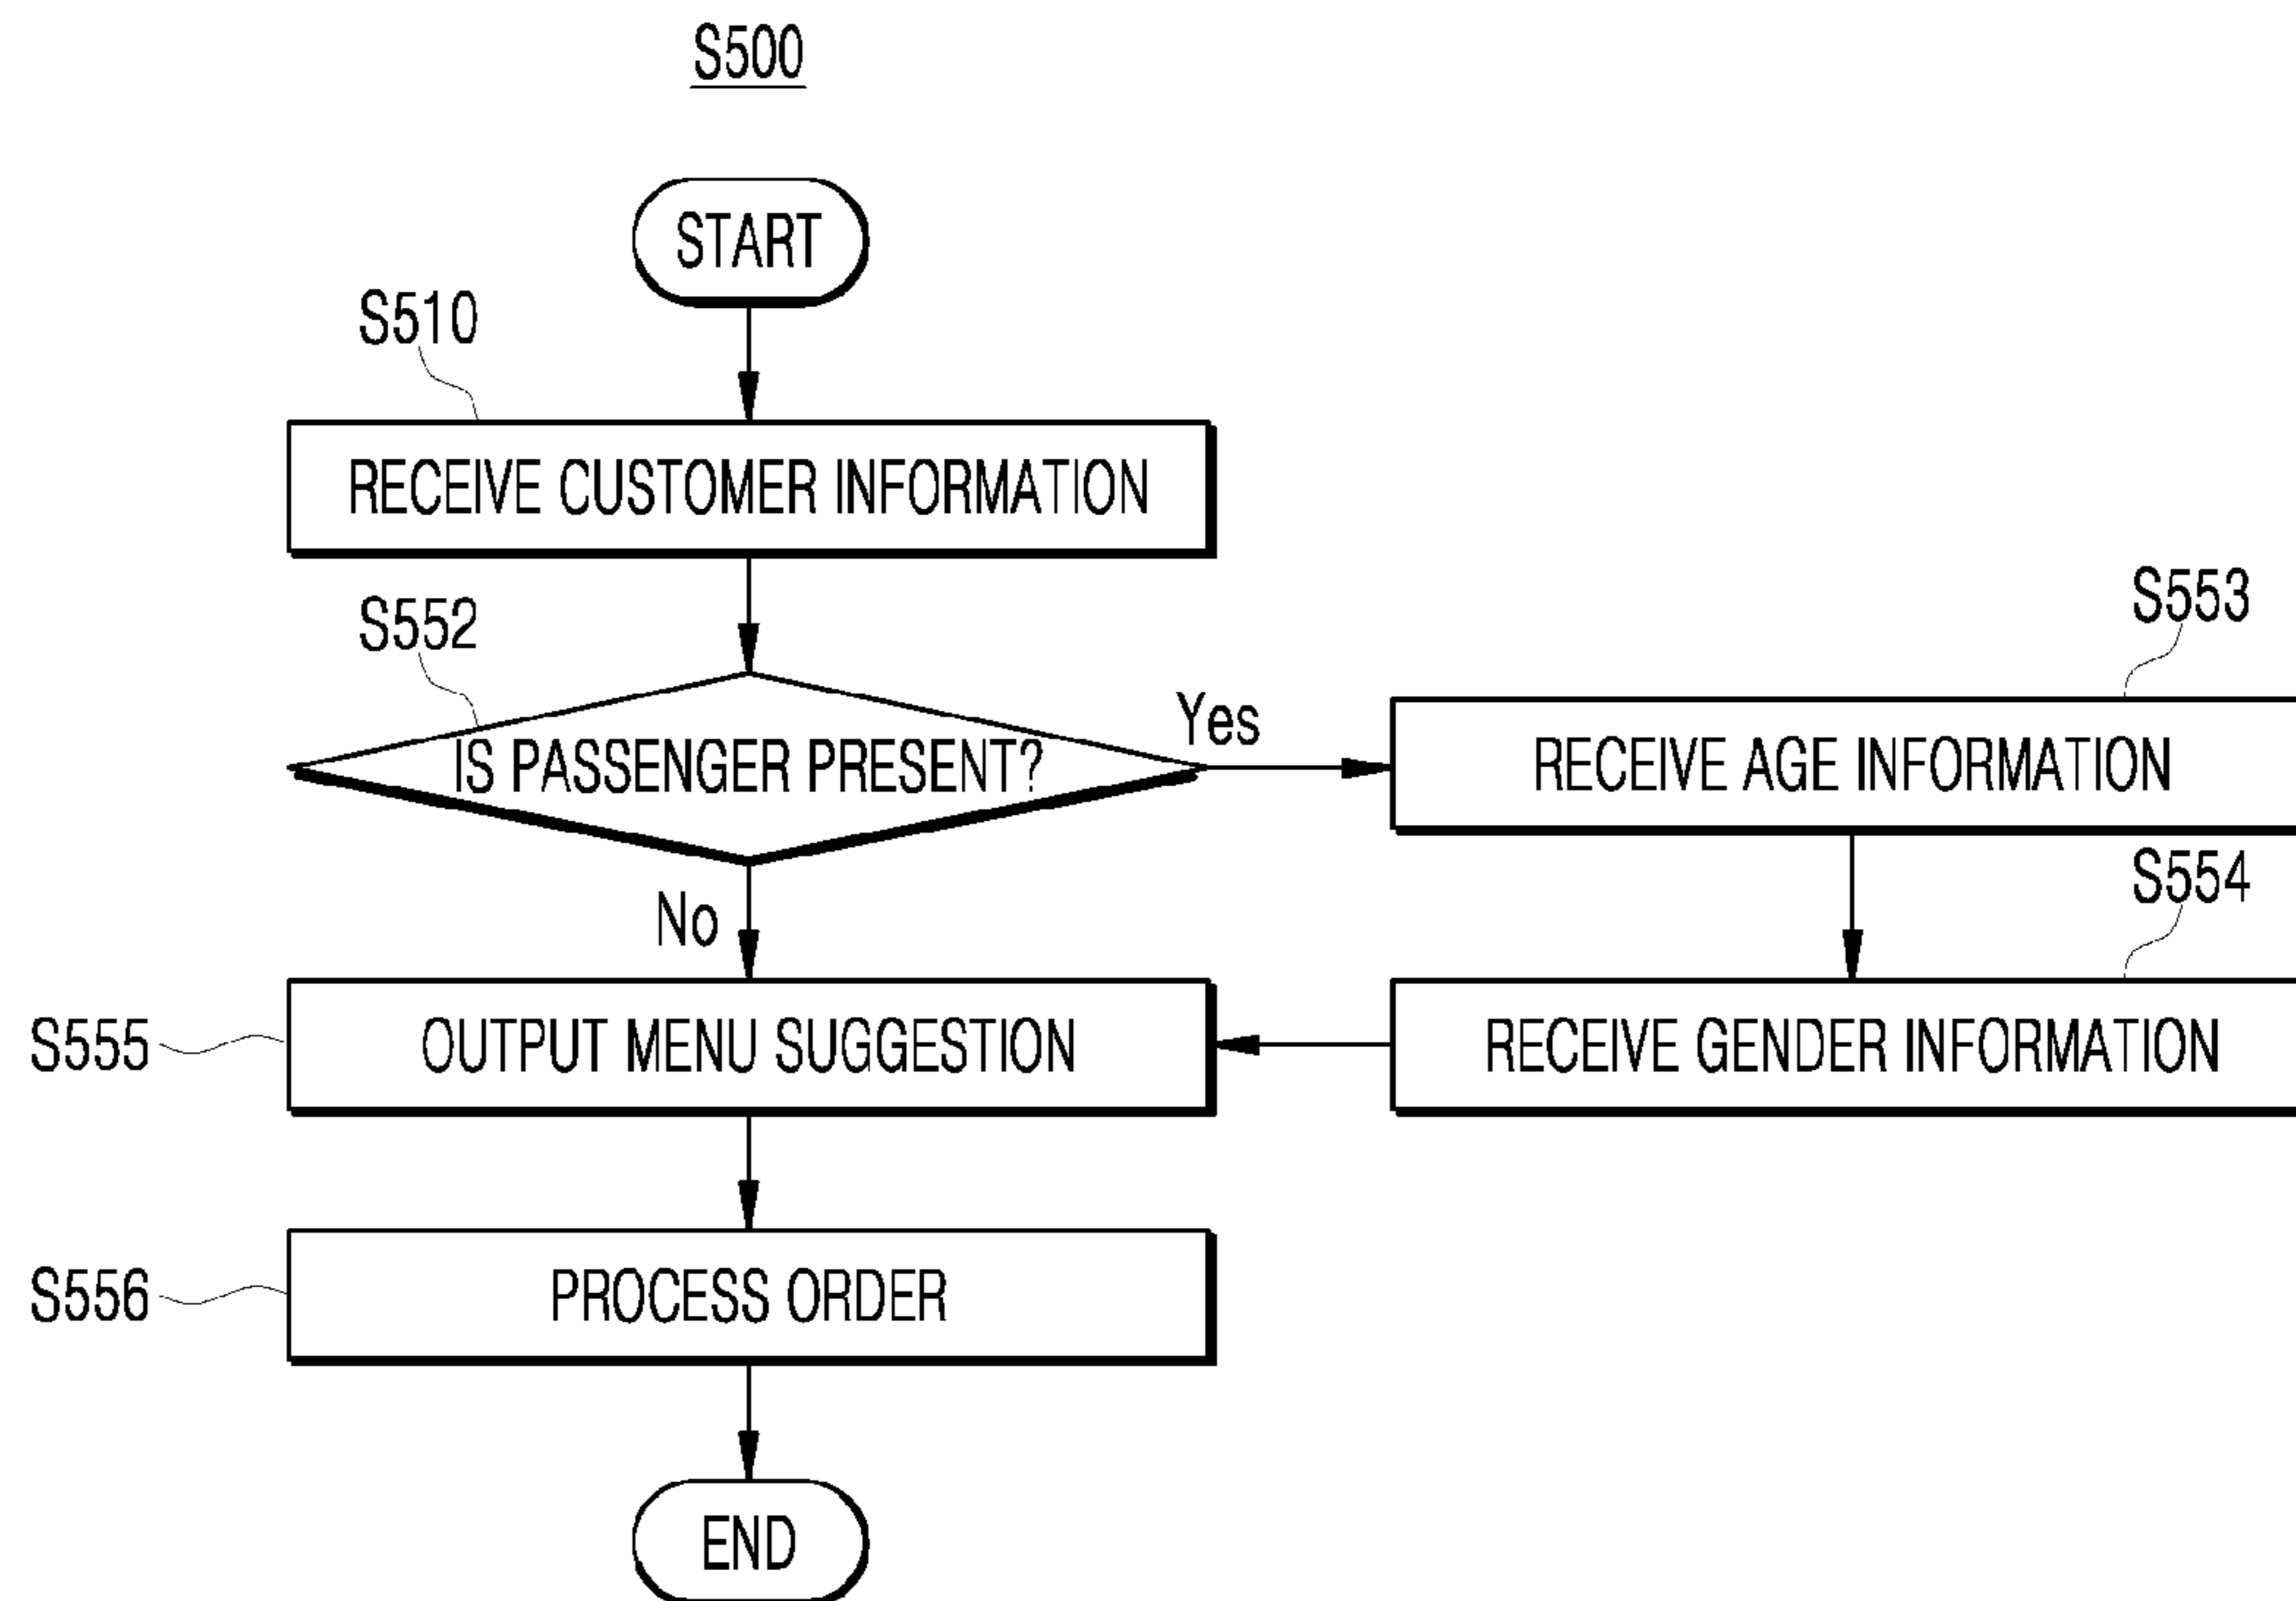 S500
START
S510
RECEIVE CUSTOMER INFORMATION
S552
IS PASSENGER PRESENT?
Yes
S553
RECEIVE AGE INFORMATION
No
S554
RECEIVE GENDER INFORMATION
S555
OUTPUT MENU SUGGESTION
S556
PROCESS ORDER
END